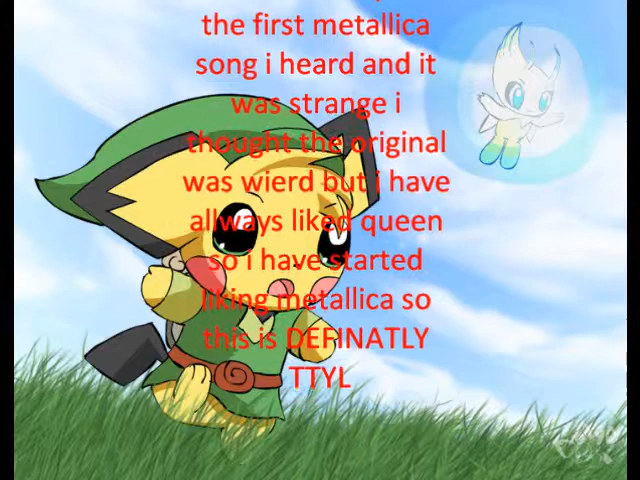 the first metallica
song i heard and it
was strange i
thought the original
was wierd but i have
allways liked queen
so i have started
liking metallica so
this is DEFINATLY
TTYL